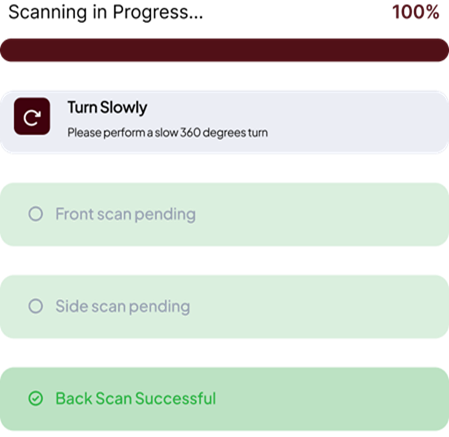 Scanning in Progress...
100%
Turn Slowly
Please perform a slow 360 degrees turn
Front scan pending
Side scan pending
Back Scan Successful